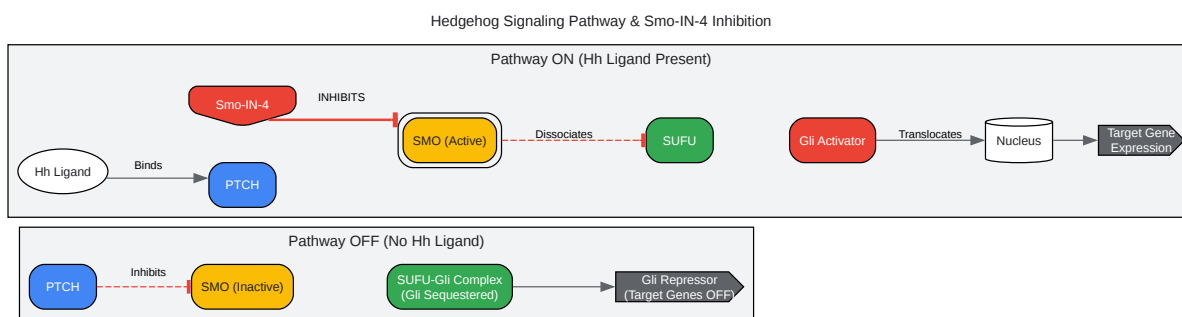 Hedgehog Signaling Pathway & Smo-IN-4 Inhibition
Pathway ON (Hh Ligand Present)
Smo-IN-4
INHIBITS
SMO (Active)
Dissociates
SUFU
Gli Activator
Translocates
Nucleus
Target Gene
Expression
Hh Ligand
Binds
PTCH
Pathway OFF (No Hh Ligand)
PTCH
Inhibits
SMO (Inactive)
SUFU-Gli Complex
(Gli Sequestered)
Gli Repressor
(Target Genes OFF)